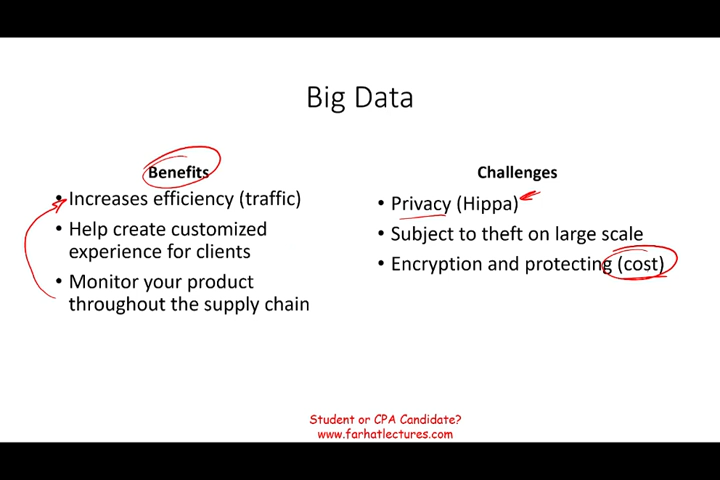 Big Data
Benefits
• Increases efficiency (traffic)
• Help create customized
experience for clients
• Monitor your product
throughout the supply chain
Challenges
• Privacy (Hippa)
• Subject to theft on large scale
• Encryption and protecting (cost)
Student or CPA Candidate?
www.farhatlectures.com